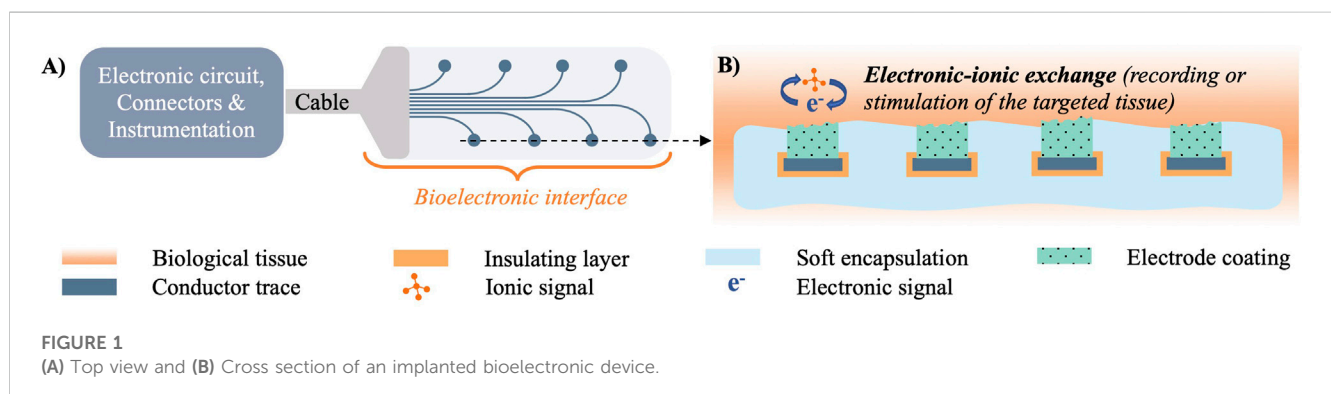 A)
Electronic circuit,
Connectors &
Instrumentation
Cable
Bioelectronic interface
B)
Electronic-ionic exchange (recording or
stimulation of the targeted tissue)
e-
Biological tissue
Insulating layer
Soft encapsulation
Electrode coating
Conductor trace
Ionic signal
e- Electronic signal
FIGURE 1
(A) Top view and (B) Cross section of an implanted bioelectronic device.